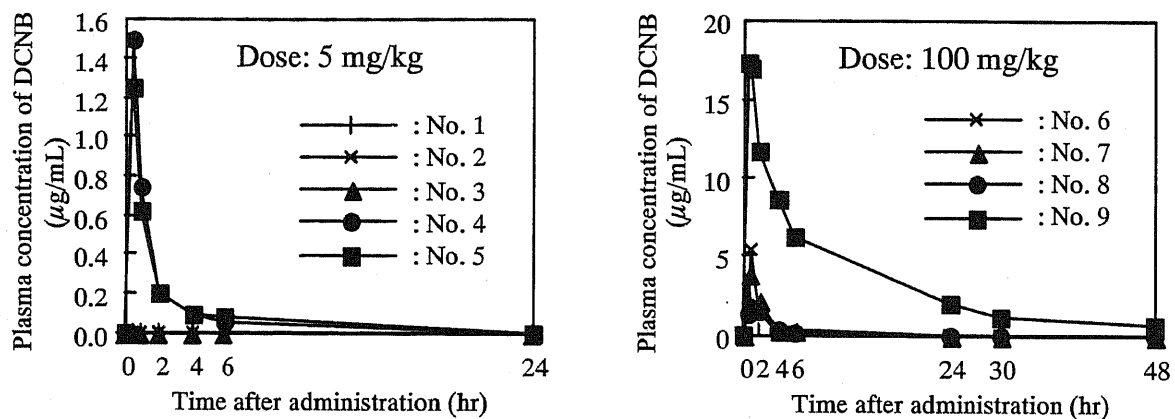 Plasma concentration of DCNB
(μg/mL)
1.6
1.4
1.2
1.0
0.8
0.6
0.4
0.2
0.0
Dose: 5 mg/kg
: No. 1
: No. 2
: No. 3
: No. 4
: No. 5
0 2 4 6 24
Time after administration (hr)
Plasma concentration of DCNB
(μg/mL)
20
15
10
5
0
Dose: 100 mg/kg
: No. 6
: No. 7
: No. 8
: No. 9
0 2 4 6 24 30 48
Time after administration (hr)